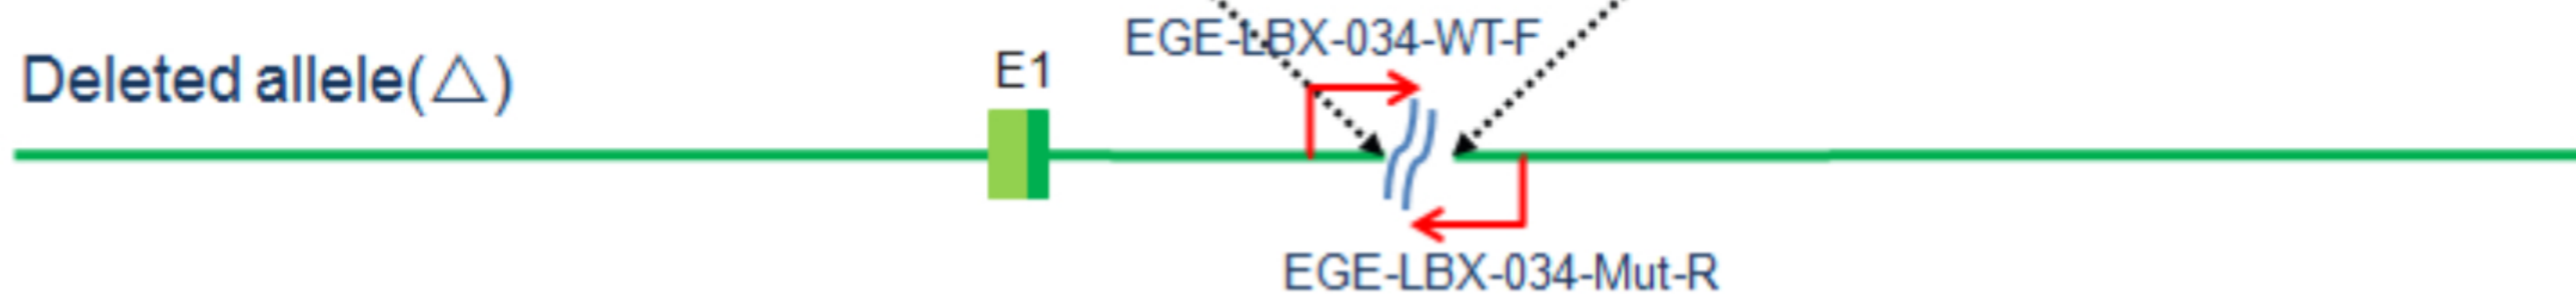 EGE-LBX-034-WT-F
Deleted allele(△)
E1
EGE-LBX-034-Mut-R